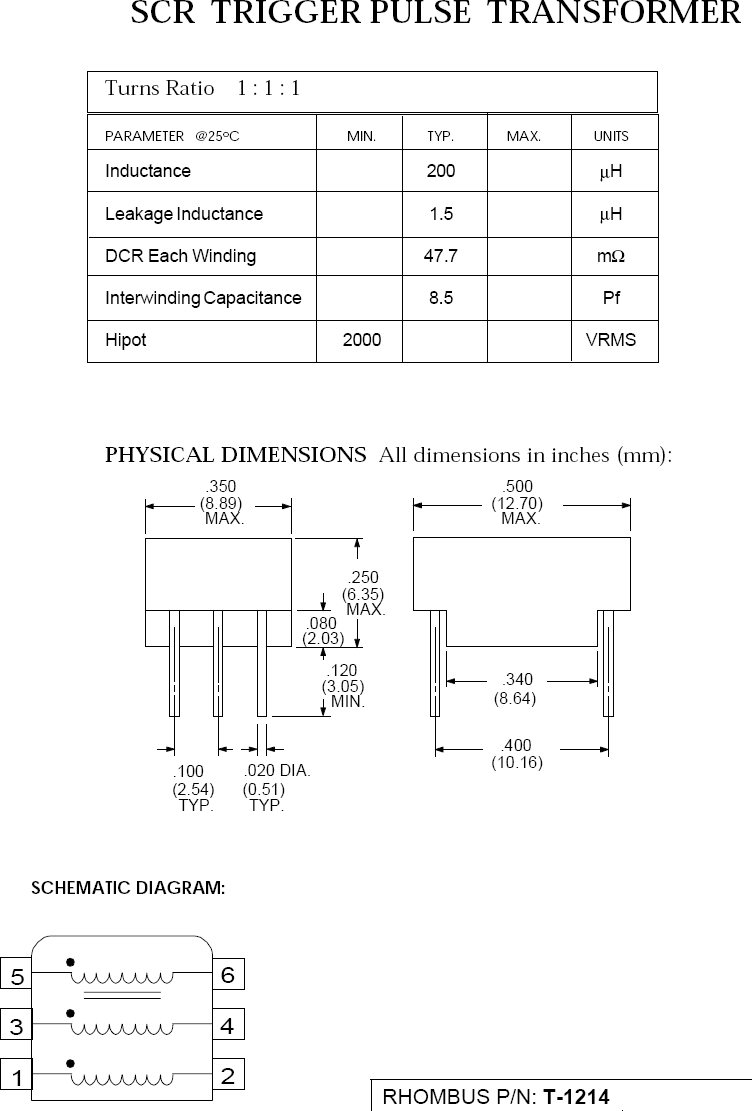 SCR TRIGGER PULSE TRANSFORMER
Turns Ratio 1 : 1 : 1
PARAMETER @25°C MIN. TYP. MAX. UNITS
Inductance 200 µH
Leakage Inductance 1.5 µH
DCR Each Winding 47.7 mΩ
Interwinding Capacitance 8.5 Pf
Hipot 2000 VRMS
PHYSICAL DIMENSIONS All dimensions in inches (mm):
.350
(8.89)
MAX.
.500
(12.70)
MAX.
.250
(6.35)
MAX.
.080
(2.03)
.120
(3.05)
MIN.
.340
(8.64)
.400
(10.16)
.100
(2.54)
TYP.
.020 DIA.
(0.51)
TYP.
SCHEMATIC DIAGRAM:
5 6
3 4
1 2
RHOMBUS P/N: T-1214